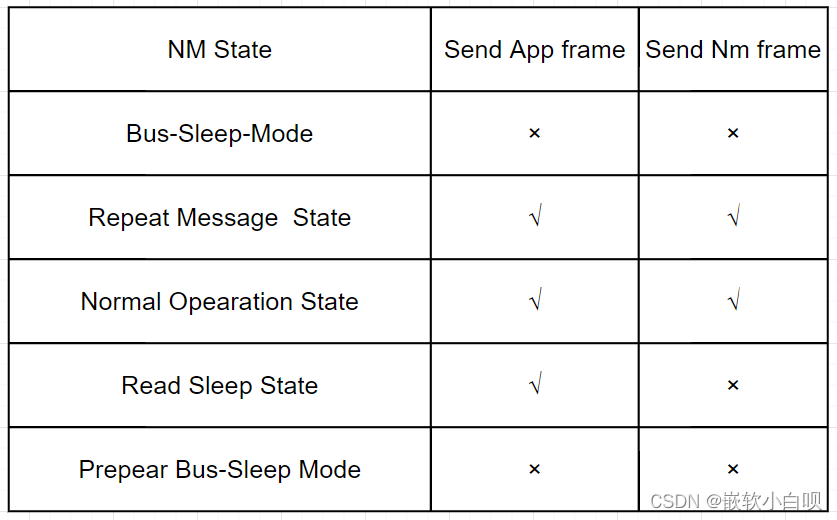 NM State Send App frame Send Nm frame
Bus-Sleep-Mode × ×
Repeat Message State √ √
Normal Opearation State √ √
Read Sleep State √ ×
Prepear Bus-Sleep Mode × ×
CSDN @嵌软小白呗